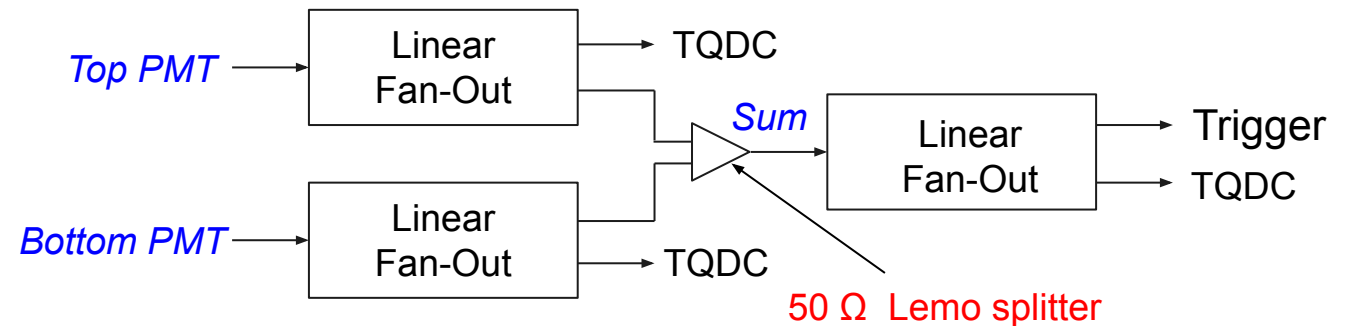 Top PMT
Linear
Fan-Out
TQDC
Sum
Linear
Fan-Out
Trigger
TQDC
Bottom PMT
Linear
Fan-Out
TQDC
50 Ω Lemo splitter